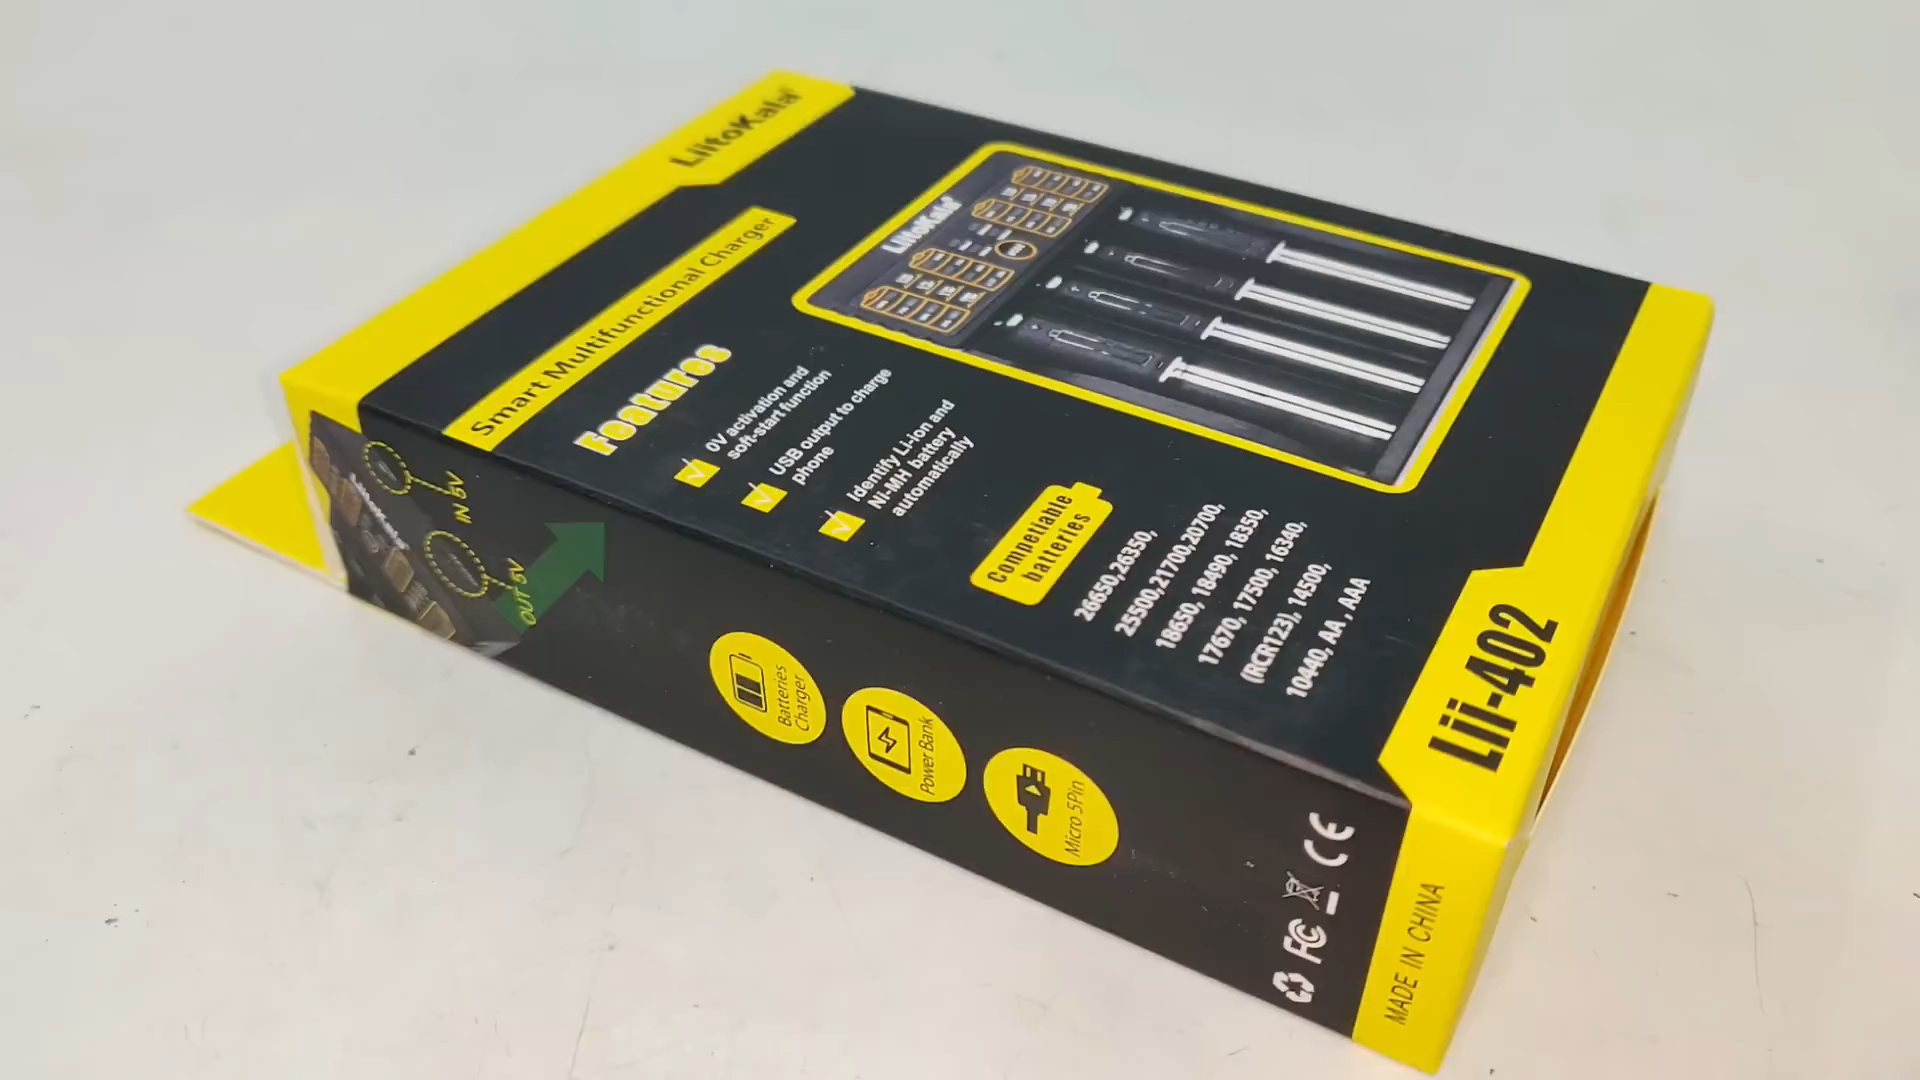 LiitoKala®
Smart Multifunctional Charger
Features
0V activation and
soft-start function
USB output to charge
phone
Identify Li-Ion and
Ni-MH battery
automatically
Competiable
batteries
26650,26350,
25500,21700,20700,
18650, 18490, 18350,
17670, 17500, 16340,
(RCR123), 14500,
10440, AA , AAA
LiitoKala®
Lii-402
IN 5V
OUT 5V
Batteries
Charger
Power Bank
Micro 5Pin
FC CE
MADE IN CHINA